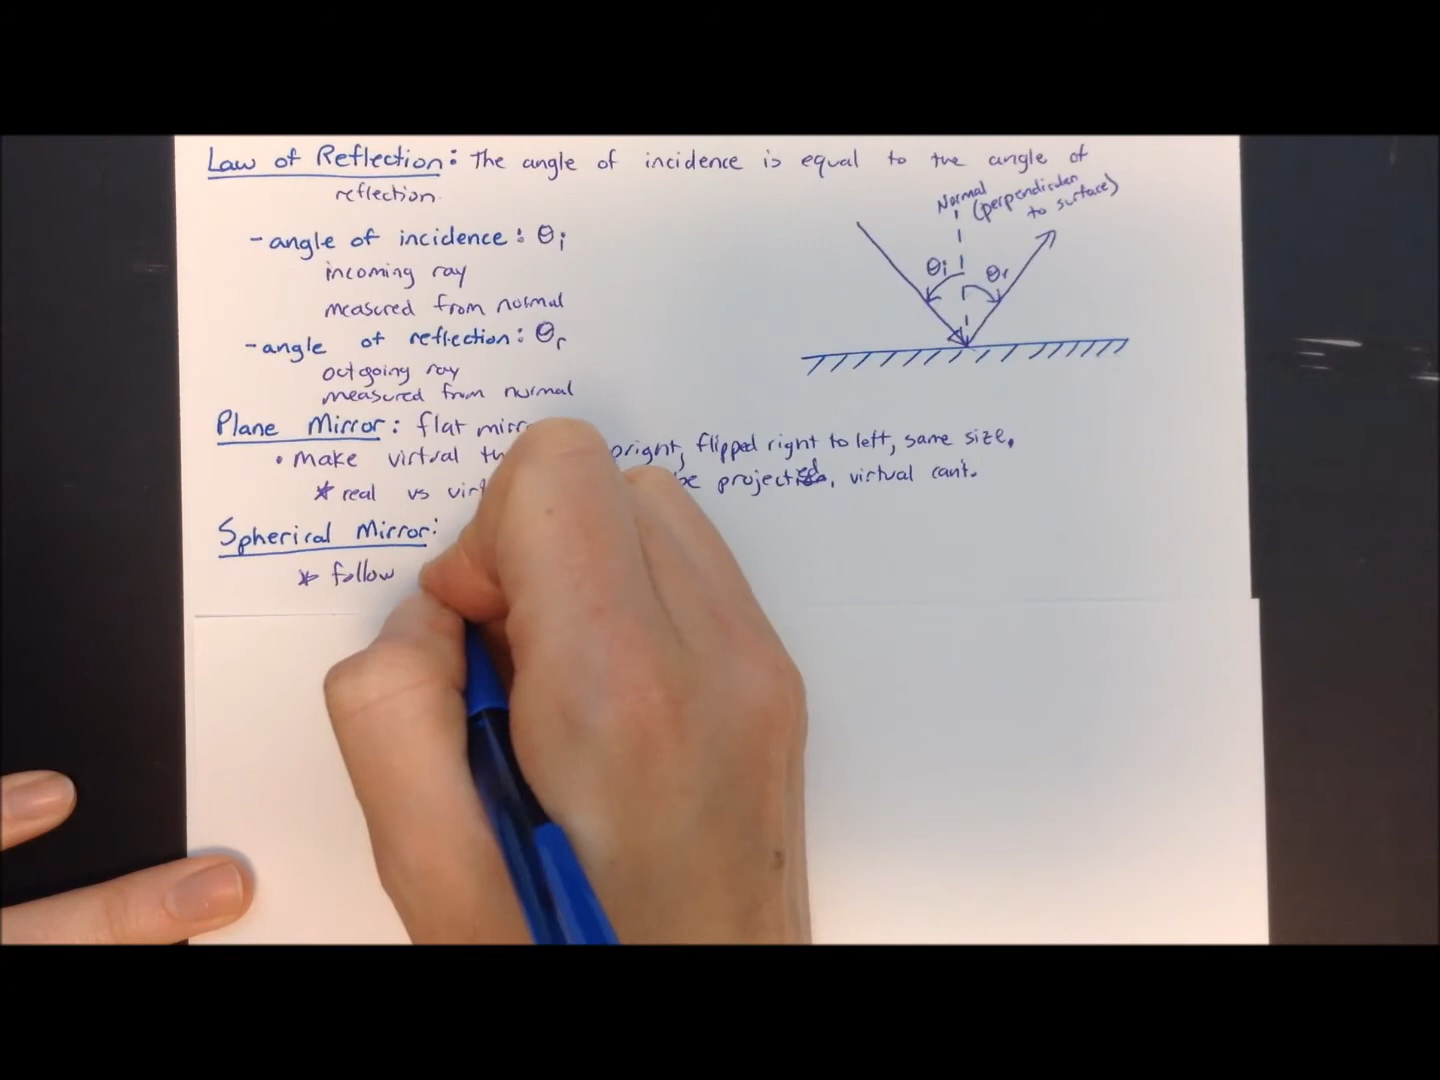 Law of Reflection: The angle of incidence is equal to the angle of
reflection.
Normal
(perpendicular
to surface)
- angle of incidence: θi
incoming ray
measured from normal
θi
θr
- angle of reflection: θr
outgoing ray
measured from normal
Plane Mirror: flat
• Make virtual upright, flipped right to left, same size.
* real vs be projected, virtual can't.
Spherical Mirror:
* follow